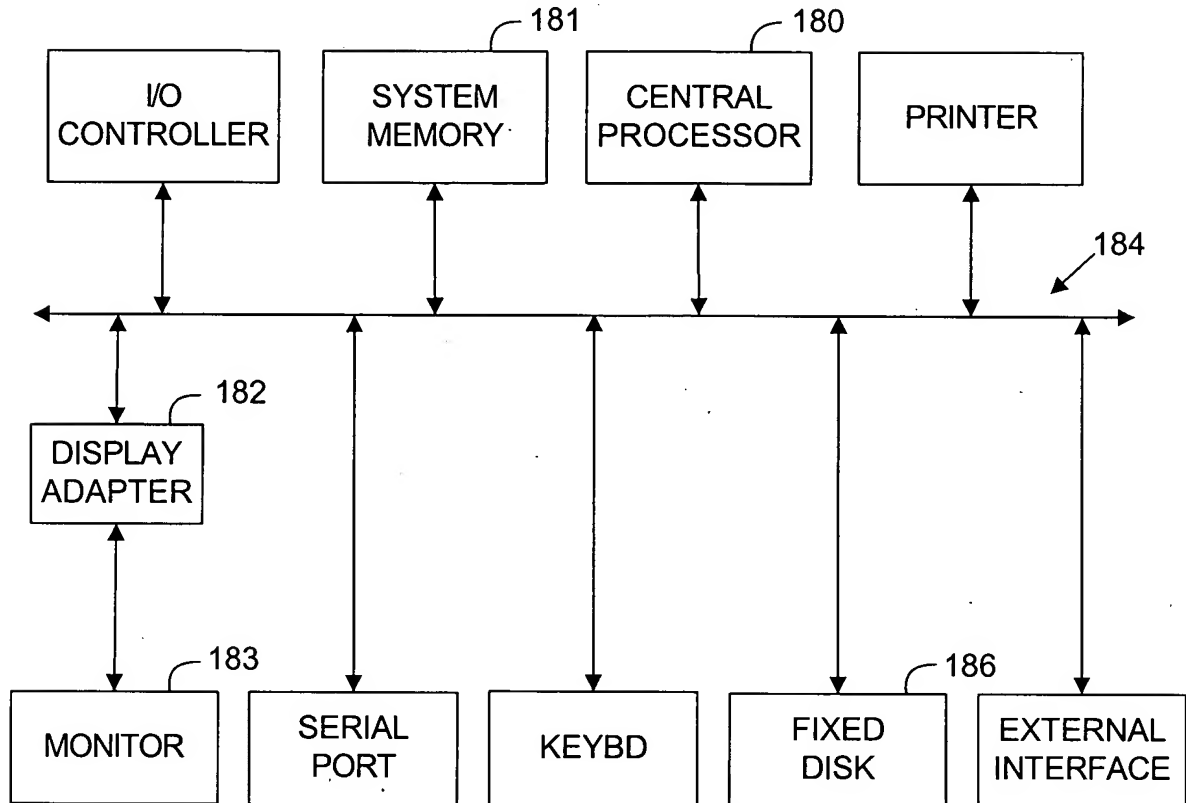 181
180
I/O
CONTROLLER
SYSTEM
MEMORY
CENTRAL
PROCESSOR
PRINTER
184
182
DISPLAY
ADAPTER
183
186
MONITOR
SERIAL
PORT
KEYBD
FIXED
DISK
EXTERNAL
INTERFACE